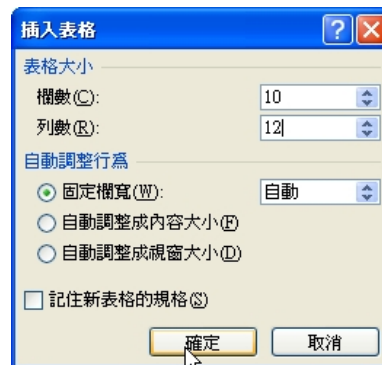 插入表格
表格大小
欄數(C): 10
列數(R): 12
自動調整行為
固定欄寬(W): 自動
自動調整成內容大小(F)
自動調整成視窗大小(D)
記住新表格的規格(S)
確定 取消